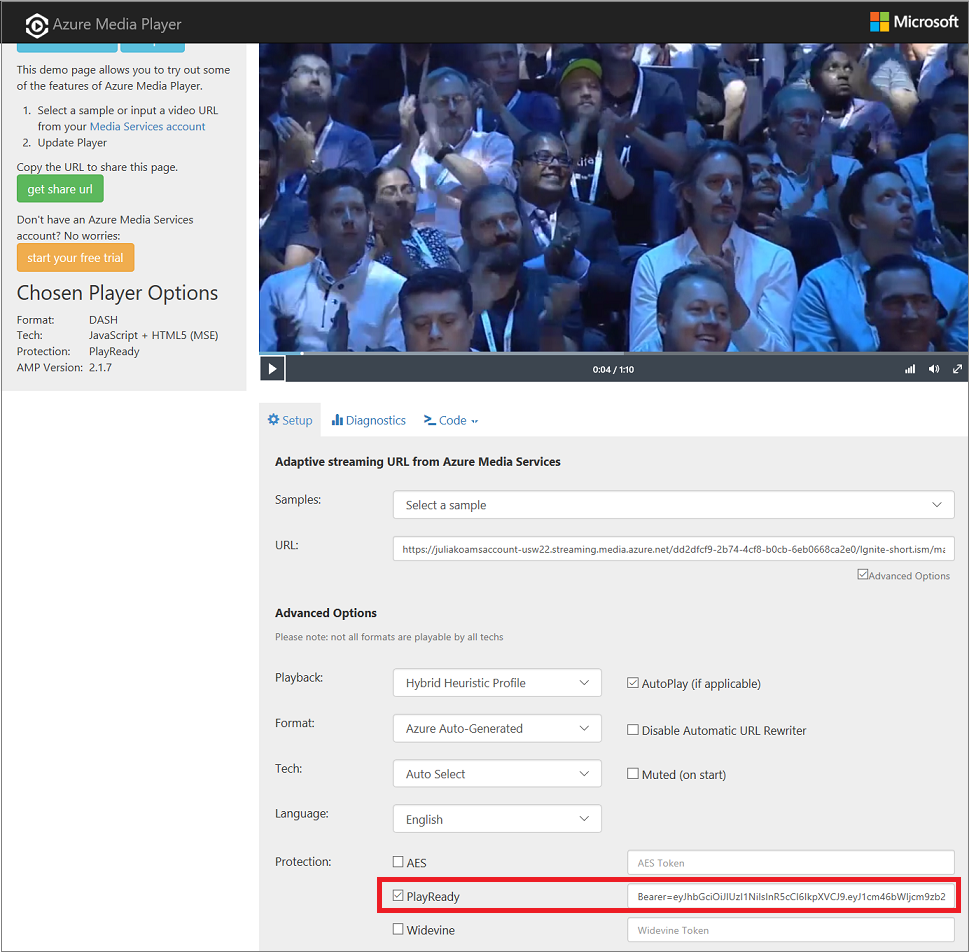 Azure Media Player
Microsoft
This demo page allows you to try out some
of the features of Azure Media Player.
1. Select a sample or input a video URL
from your Media Services account
2. Update Player
Copy the URL to share this page.
get share url
Don't have an Azure Media Services
account? No worries:
start your free trial
Chosen Player Options
Format: DASH
Tech: JavaScript + HTML5 (MSE)
Protection: PlayReady
AMP Version: 2.1.7
0:04 / 1:10
Setup Diagnostics Code
Adaptive streaming URL from Azure Media Services
Samples: Select a sample
URL: https://juliakoamsaccount-usw22.streaming.media.azure.net/dd2dfcf9-2b74-4cf8-b0cb-6eb0668ca2e0/Ignite-short.ism/ma
Advanced Options
Advanced Options
Please note: not all formats are playable by all techs
Playback: Hybrid Heuristic Profile AutoPlay (if applicable)
Format: Azure Auto-Generated Disable Automatic URL Rewriter
Tech: Auto Select Muted (on start)
Language: English
Protection: AES AES Token
PlayReady Bearer=eyJhbGciOiJIUzI1NiIsInR5cCI6IkpXVCJ9.eyJ1cm46bWljcm9zb2
Widevine Widevine Token